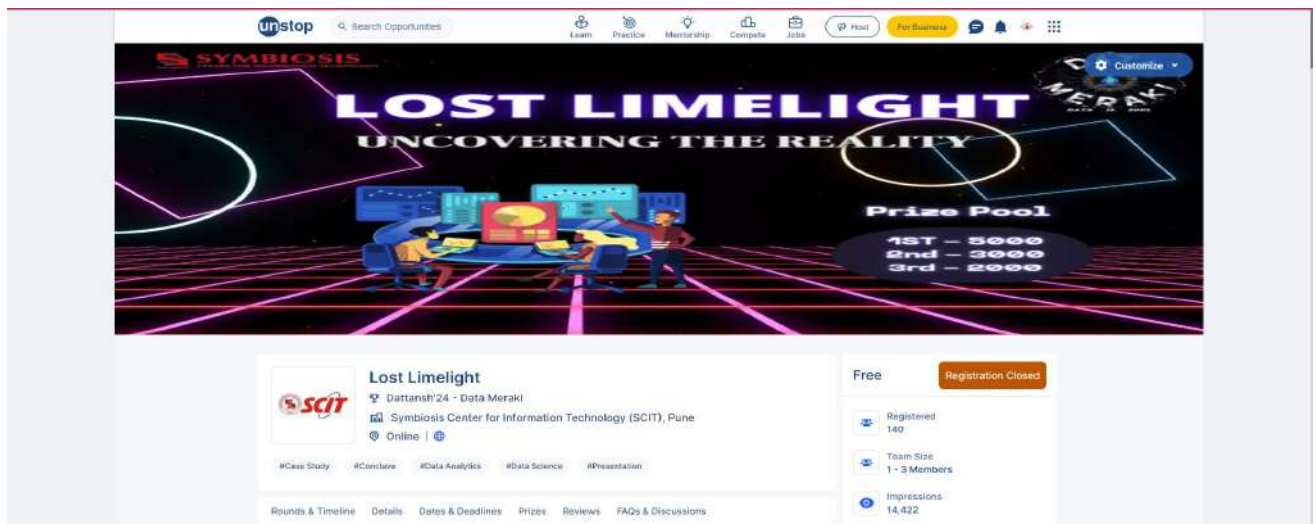 unstop
Search Opportunities
Learn
Practice
Mentorship
Compete
Jobs
Host
For Business
SYMBIOSIS
Customize
MERAKI
LOST LIMELIGHT
UNCOVERING THE REALITY
Prize Pool
1ST – 5000
2nd – 3000
3rd – 2000
SCIT
Lost Limelight
Dattansh'24 - Data Meraki
Symbiosis Center for Information Technology (SCIT), Pune
Online |
#Case Study #Conclave #Data Analytics #Data Science #Presentation
Rounds & Timeline Details Dates & Deadlines Prizes Reviews FAQs & Discussions
Free
Registration Closed
Registered
140
Team Size
1 - 3 Members
Impressions
14,422